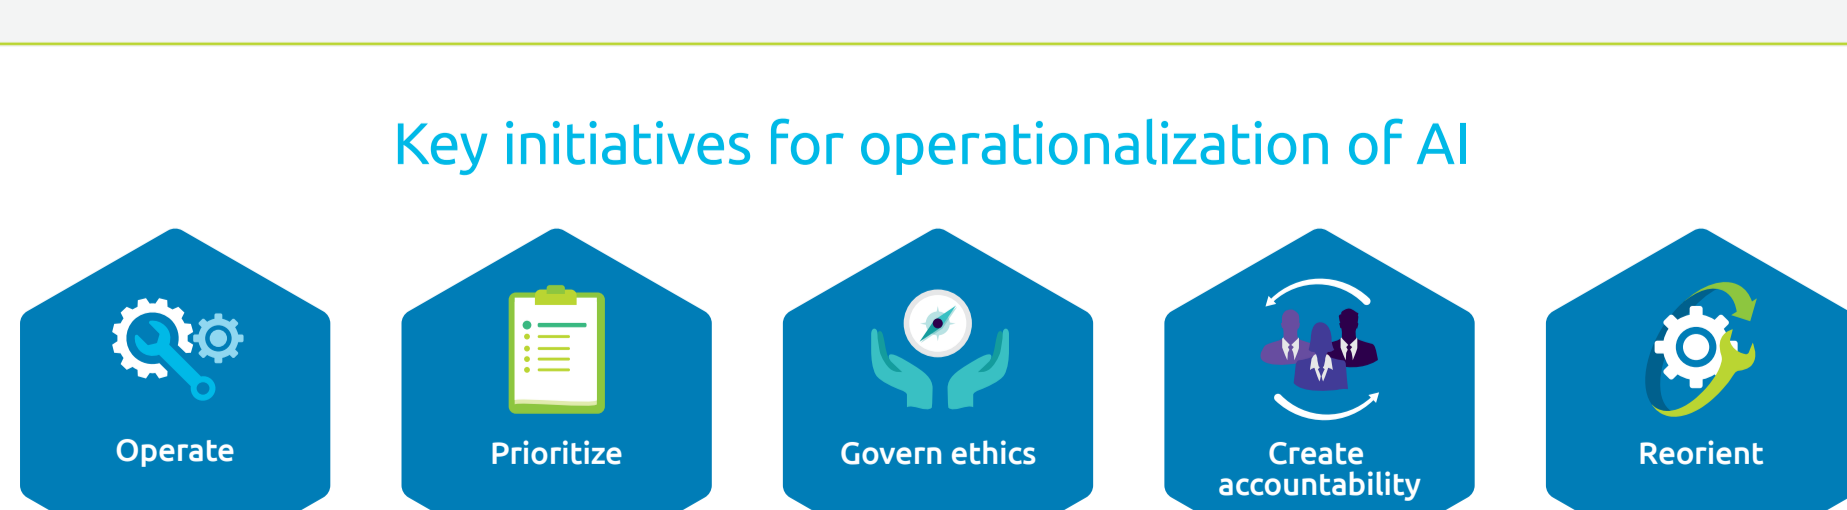 Key initiatives for operationalization of AI
Operate
Prioritize
Govern ethics
Create
accountability
Reorient